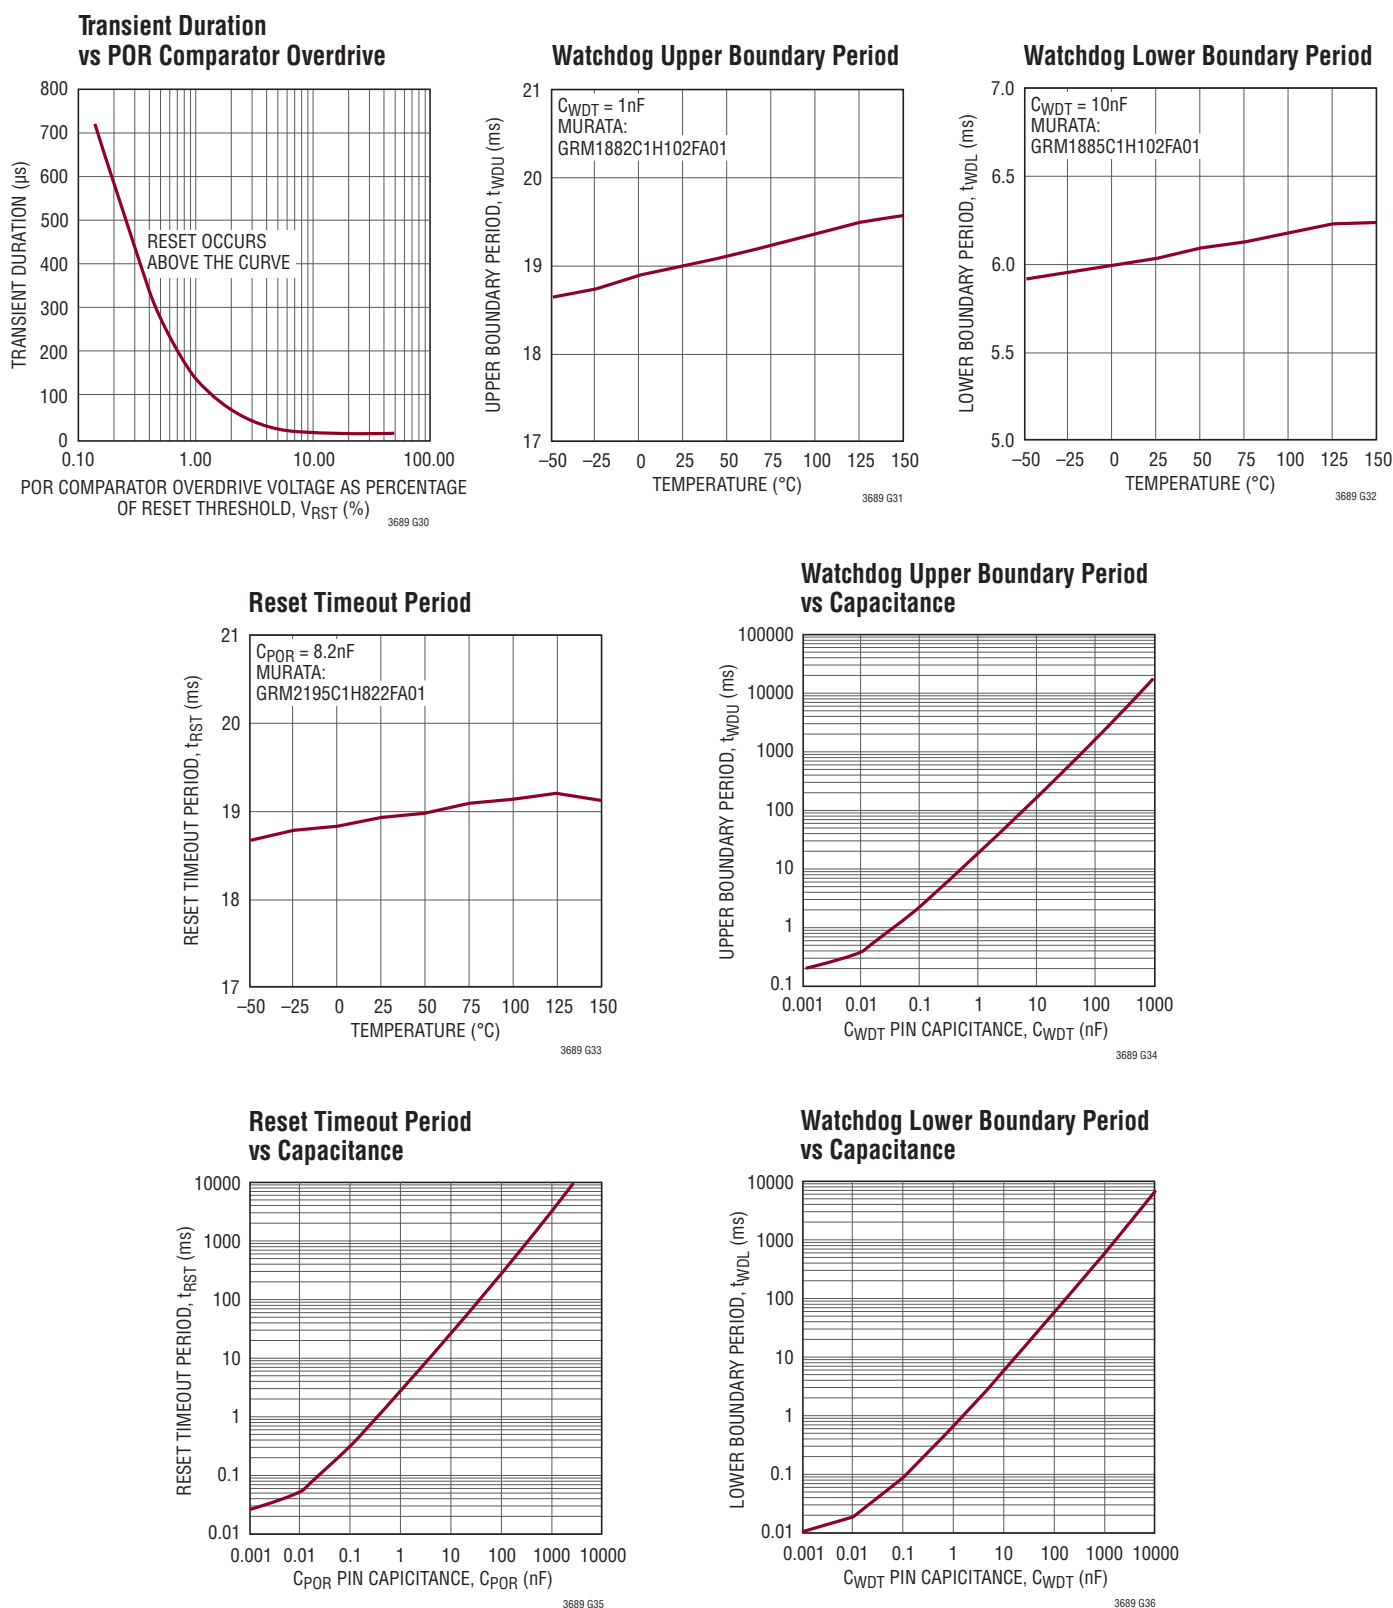 Transient Duration
vs POR Comparator Overdrive
800
700
600
500
400
300
200
100
0
TRANSIENT DURATION (µs)
RESET OCCURS
ABOVE THE CURVE
0.10 1.00 10.00 100.00
POR COMPARATOR OVERDRIVE VOLTAGE AS PERCENTAGE
OF RESET THRESHOLD, VRST (%)
3689 G30
Watchdog Upper Boundary Period
21
20
19
18
17
UPPER BOUNDARY PERIOD, tWDU (ms)
CWDT = 1nF
MURATA:
GRM1882C1H102FA01
–50 –25 0 25 50 75 100 125 150
TEMPERATURE (°C)
3689 G31
Watchdog Lower Boundary Period
7.0
6.5
6.0
5.5
5.0
LOWER BOUNDARY PERIOD, tWDL (ms)
CWDT = 10nF
MURATA:
GRM1885C1H102FA01
–50 –25 0 25 50 75 100 125 150
TEMPERATURE (°C)
3689 G32
Reset Timeout Period
21
20
19
18
17
RESET TIMEOUT PERIOD, tRST (ms)
CPOR = 8.2nF
MURATA:
GRM2195C1H822FA01
–50 –25 0 25 50 75 100 125 150
TEMPERATURE (°C)
3689 G33
Watchdog Upper Boundary Period
vs Capacitance
100000
10000
1000
100
10
1
0.1
UPPER BOUNDARY PERIOD, tWDU (ms)
0.001 0.01 0.1 1 10 100 1000
CWDT PIN CAPICITANCE, CWDT (nF)
3689 G34
Reset Timeout Period
vs Capacitance
10000
1000
100
10
1
0.1
0.01
RESET TIMEOUT PERIOD, tRST (ms)
0.001 0.01 0.1 1 10 100 1000 10000
CPOR PIN CAPICITANCE, CPOR (nF)
3689 G35
Watchdog Lower Boundary Period
vs Capacitance
10000
1000
100
10
1
0.1
0.01
LOWER BOUNDARY PERIOD, tWDL (ms)
0.001 0.01 0.1 1 10 100 1000 10000
CWDT PIN CAPICITANCE, CWDT (nF)
3689 G36